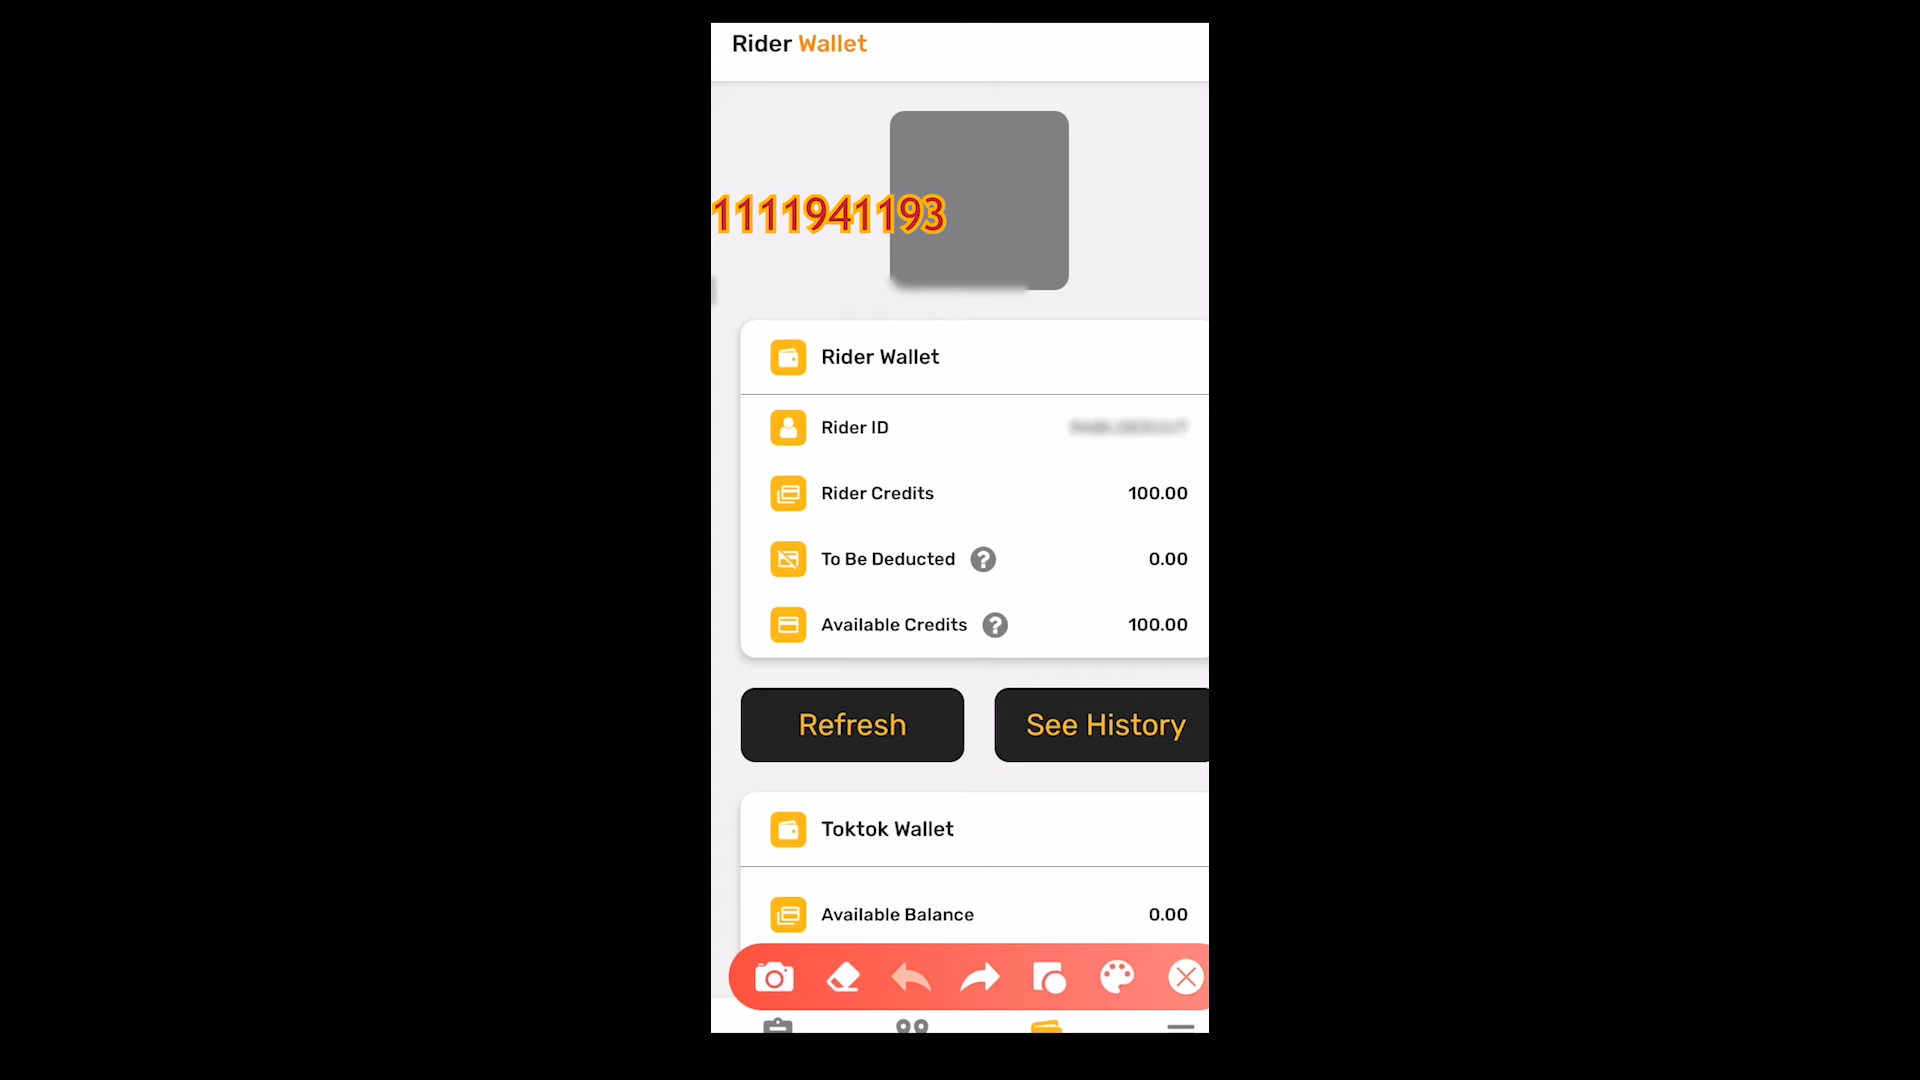 Rider Wallet
1111941193
Rider Wallet
Rider ID
Rider Credits 100.00
To Be Deducted ? 0.00
Available Credits ? 100.00
Refresh See History
Toktok Wallet
Available Balance 0.00